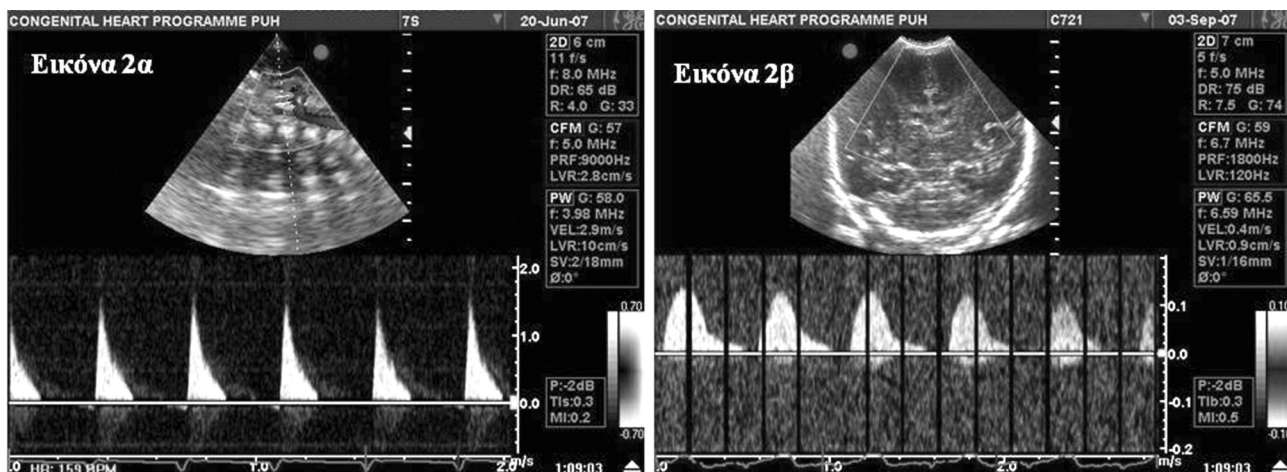 CONGENITAL HEART PROGRAMME PUH 7S 20-Jun-07
Εικόνα 2α
2D 6 cm
11 f/s
f: 8.0 MHz
DR: 65 dB
R: 4.0 G: 33
CFM G: 57
f: 5.0 MHz
PRF:9000Hz
LVR:2.8cm/s
PW G: 58.0
f: 3.98 MHz
VEL:2.9m/s
LVR:10cm/s
SV:2/18mm
Ø:0°
2.0
1.0
0.0
0.70
-0.70
P:-2dB
TIs:0.3
MI:0.2
HR: 159 BPM
1.0
2.0
m/s
1:09:03
CONGENITAL HEART PROGRAMME PUH C721 03-Sep-07
Εικόνα 2β
2D 7 cm
5 f/s
f: 5.0 MHz
DR: 75 dB
R: 7.5 G: 74
CFM G: 59
f: 6.7 MHz
PRF:1800Hz
LVR:120Hz
PW G: 65.5
f: 6.59 MHz
VEL:0.4m/s
LVR:0.9cm/s
SV:1/16mm
Ø:0°
0.1
0.0
-0.1
-0.2
0.10
-0.10
P:-2dB
TIb:0.3
MI:0.5
.0
1.0
2.0
m/s
1:09:03